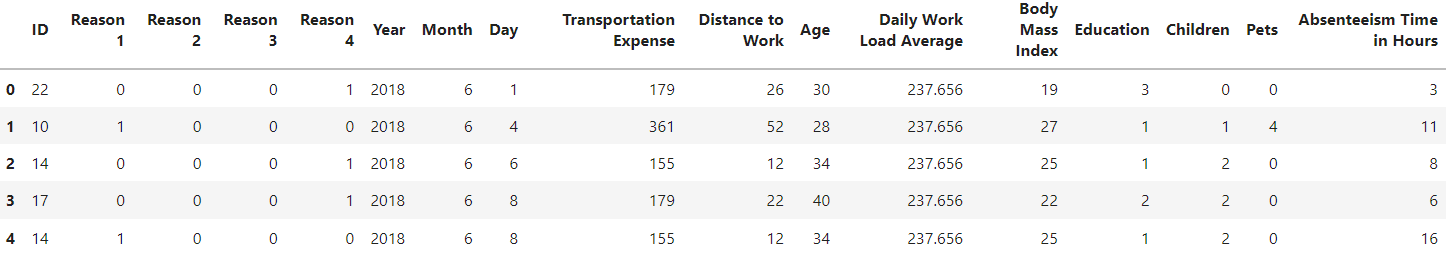 ID Reason 1 Reason 2 Reason 3 Reason 4 Year Month Day Transportation Expense Distance to Work Age Daily Work Load Average Body Mass Index Education Children Pets Absenteeism Time in Hours
0 22 0 0 0 1 2018 6 1 179 26 30 237.656 19 3 0 0 3
1 10 1 0 0 0 2018 6 4 361 52 28 237.656 27 1 1 4 11
2 14 0 0 0 1 2018 6 6 155 12 34 237.656 25 1 2 0 8
3 17 0 0 0 1 2018 6 8 179 22 40 237.656 22 2 2 0 6
4 14 1 0 0 0 2018 6 8 155 12 34 237.656 25 1 2 0 16